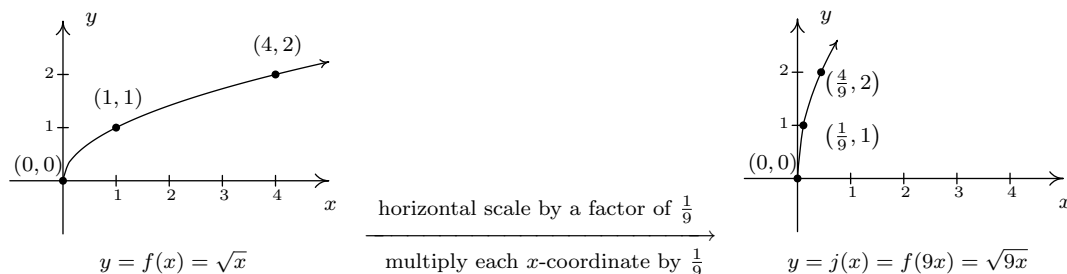 y
(4, 2)
2
(1, 1)
1
(0, 0)
1 2 3 4
x
y = f(x) = √x
horizontal scale by a factor of 1/9
multiply each x-coordinate by 1/9
y
2
(4/9, 2)
1
(1/9, 1)
(0, 0)
1 2 3 4
x
y = j(x) = f(9x) = √9x